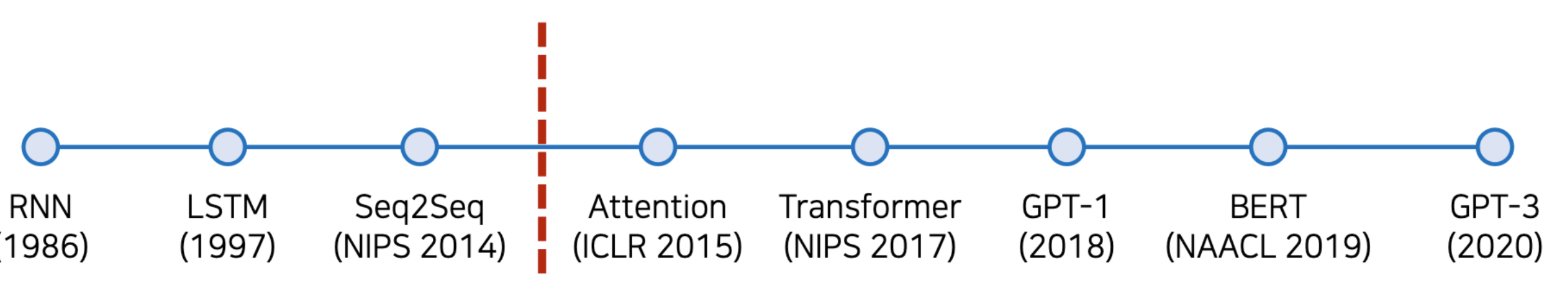 RNN
(1986)
LSTM
(1997)
Seq2Seq
(NIPS 2014)
Attention
(ICLR 2015)
Transformer
(NIPS 2017)
GPT-1
(2018)
BERT
(NAACL 2019)
GPT-3
(2020)